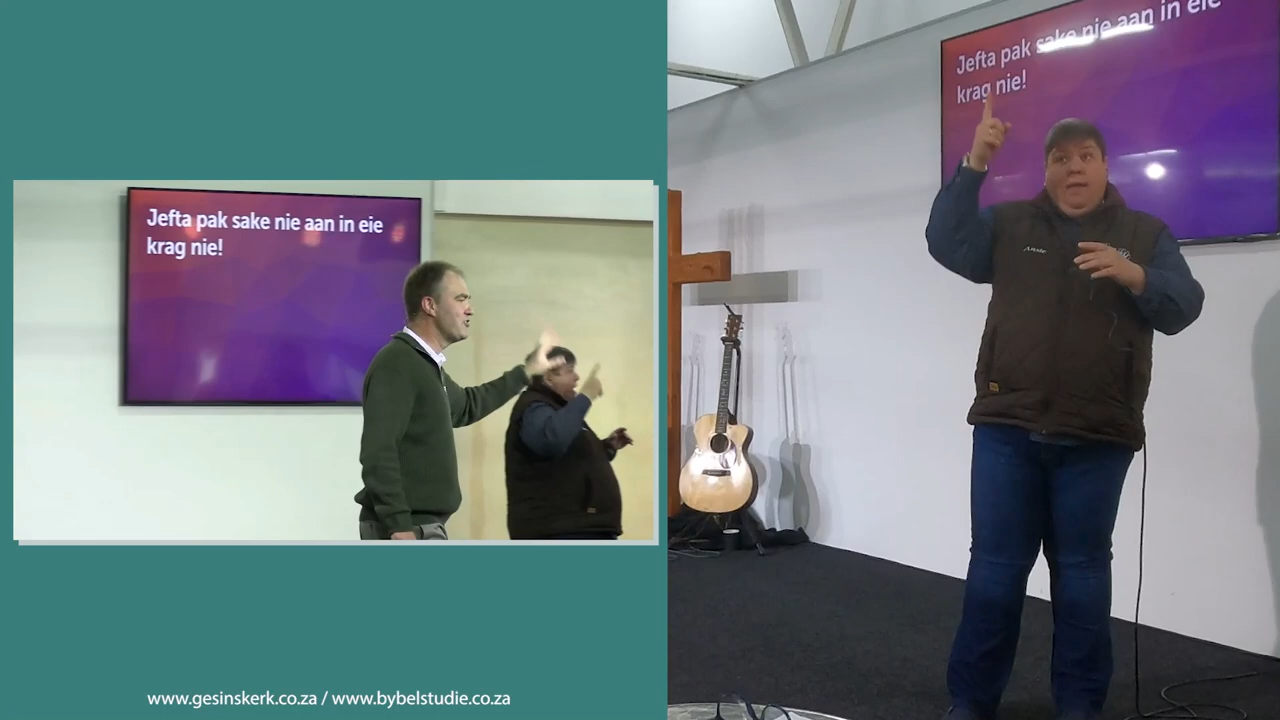 Jefta pak sake nie aan in eie
krag nie!
Jefta pak sake nie aan in eie
krag nie!
www.gesinskerk.co.za / www.bybelstudie.co.za